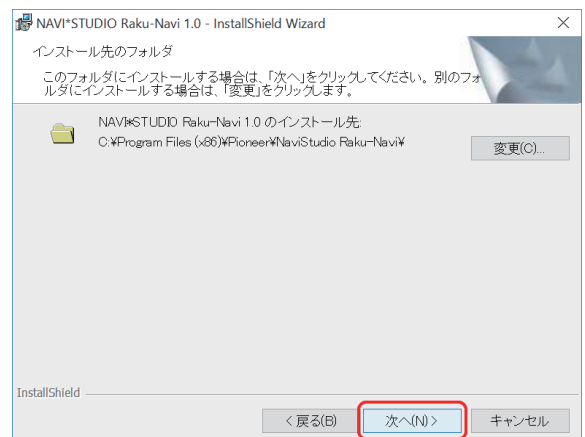 NAVI*STUDIO Raku-Navi 1.0 - InstallShield Wizard
インストール先のフォルダ
このフォルダにインストールする場合は、「次へ」をクリックしてください。別のフォ
ルダにインストールする場合は、「変更」をクリックします。
NAVI*STUDIO Raku-Navi 1.0 のインストール先:
C:¥Program Files (x86)¥Pioneer¥NaviStudio Raku-Navi¥
変更(C)...
InstallShield
< 戻る(B)
次へ(N) >
キャンセル